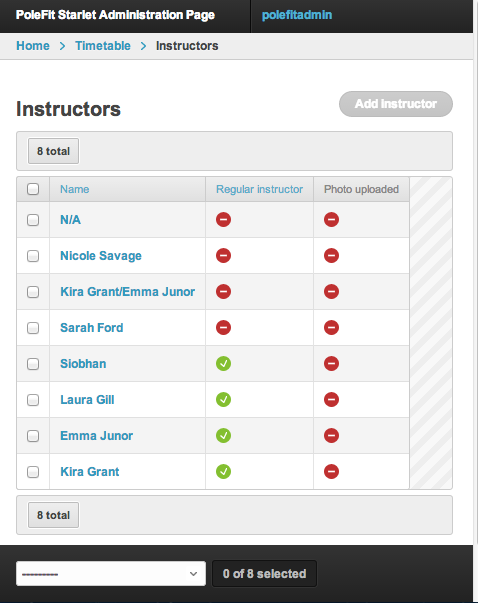 PoleFit Starlet Administration Page polefitadmin
Home > Timetable > Instructors
Instructors Add Instructor
8 total
Name Regular instructor Photo uploaded
N/A
Nicole Savage
Kira Grant/Emma Junor
Sarah Ford
Siobhan
Laura Gill
Emma Junor
Kira Grant
8 total
--------- 0 of 8 selected